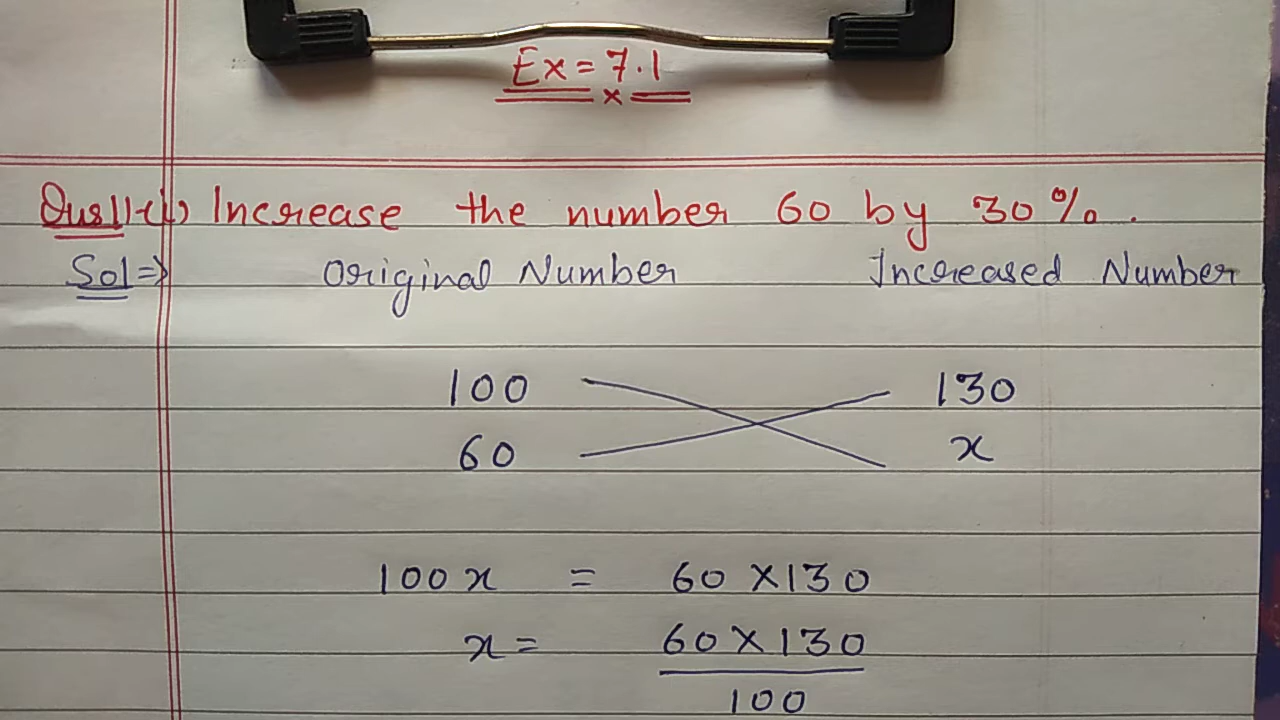 Ex = 7.1
x
Ques 11-(i) Increase the number 60 by 30%.
Sol ⇒ Original Number Increased Number
100 130
60 x
100x = 60 × 130
x = 60 × 130
100